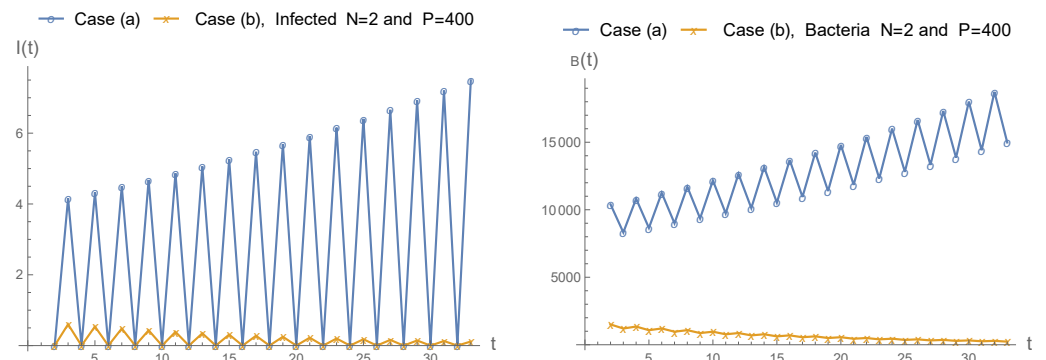 Case (a) Case (b), Infected N=2 and P=400
I(t)
6
4
2
5 10 15 20 25 30
t
Case (a) Case (b), Bacteria N=2 and P=400
B(t)
15000
10000
5000
5 10 15 20 25 30
t